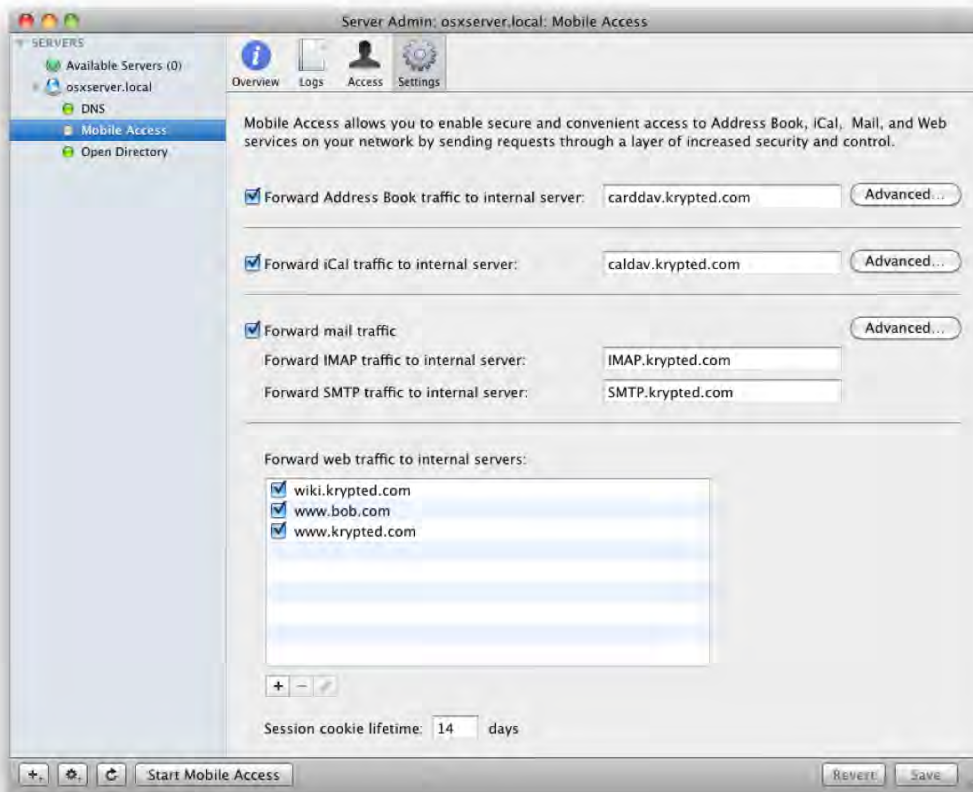 Server Admin: osxserver.local: Mobile Access
SERVERS
Available Servers (0)
osxserver.local
DNS
Mobile Access
Open Directory
Overview
Logs
Access
Settings
Mobile Access allows you to enable secure and convenient access to Address Book, iCal, Mail, and Web
services on your network by sending requests through a layer of increased security and control.
Forward Address Book traffic to internal server: carddav.krypted.com Advanced...
Forward iCal traffic to internal server: caldav.krypted.com Advanced...
Forward mail traffic Advanced...
Forward IMAP traffic to internal server: IMAP.krypted.com
Forward SMTP traffic to internal server: SMTP.krypted.com
Forward web traffic to internal servers:
wiki.krypted.com
www.bob.com
www.krypted.com
Session cookie lifetime: 14 days
Start Mobile Access
Revert
Save